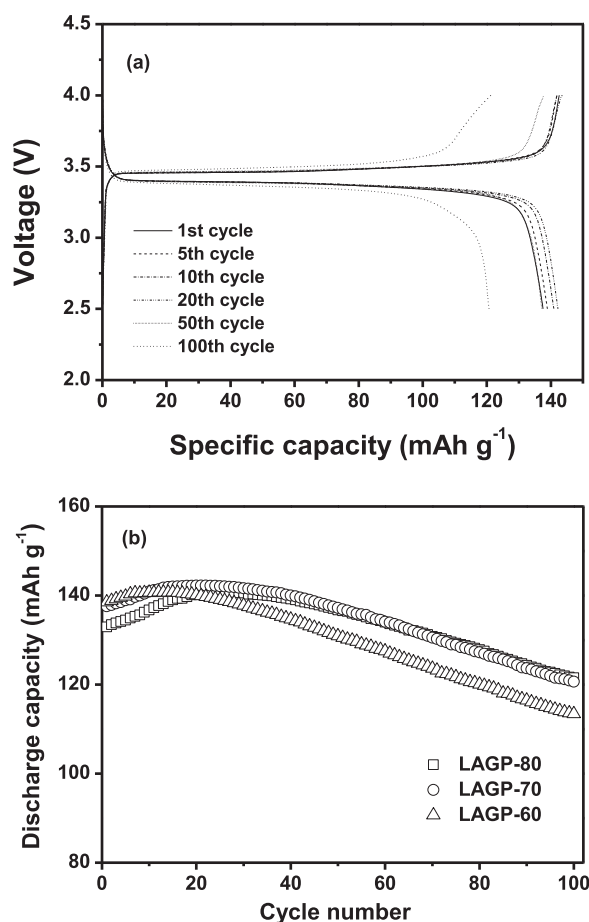 4.5
(a)
4.0
3.5
3.0
2.5
2.0
Voltage (V)
1st cycle
5th cycle
10th cycle
20th cycle
50th cycle
100th cycle
0 20 40 60 80 100 120 140
Specific capacity (mAh g⁻¹)
160
(b)
140
120
100
80
Discharge capacity (mAh g⁻¹)
LAGP-80
LAGP-70
LAGP-60
0 20 40 60 80 100
Cycle number